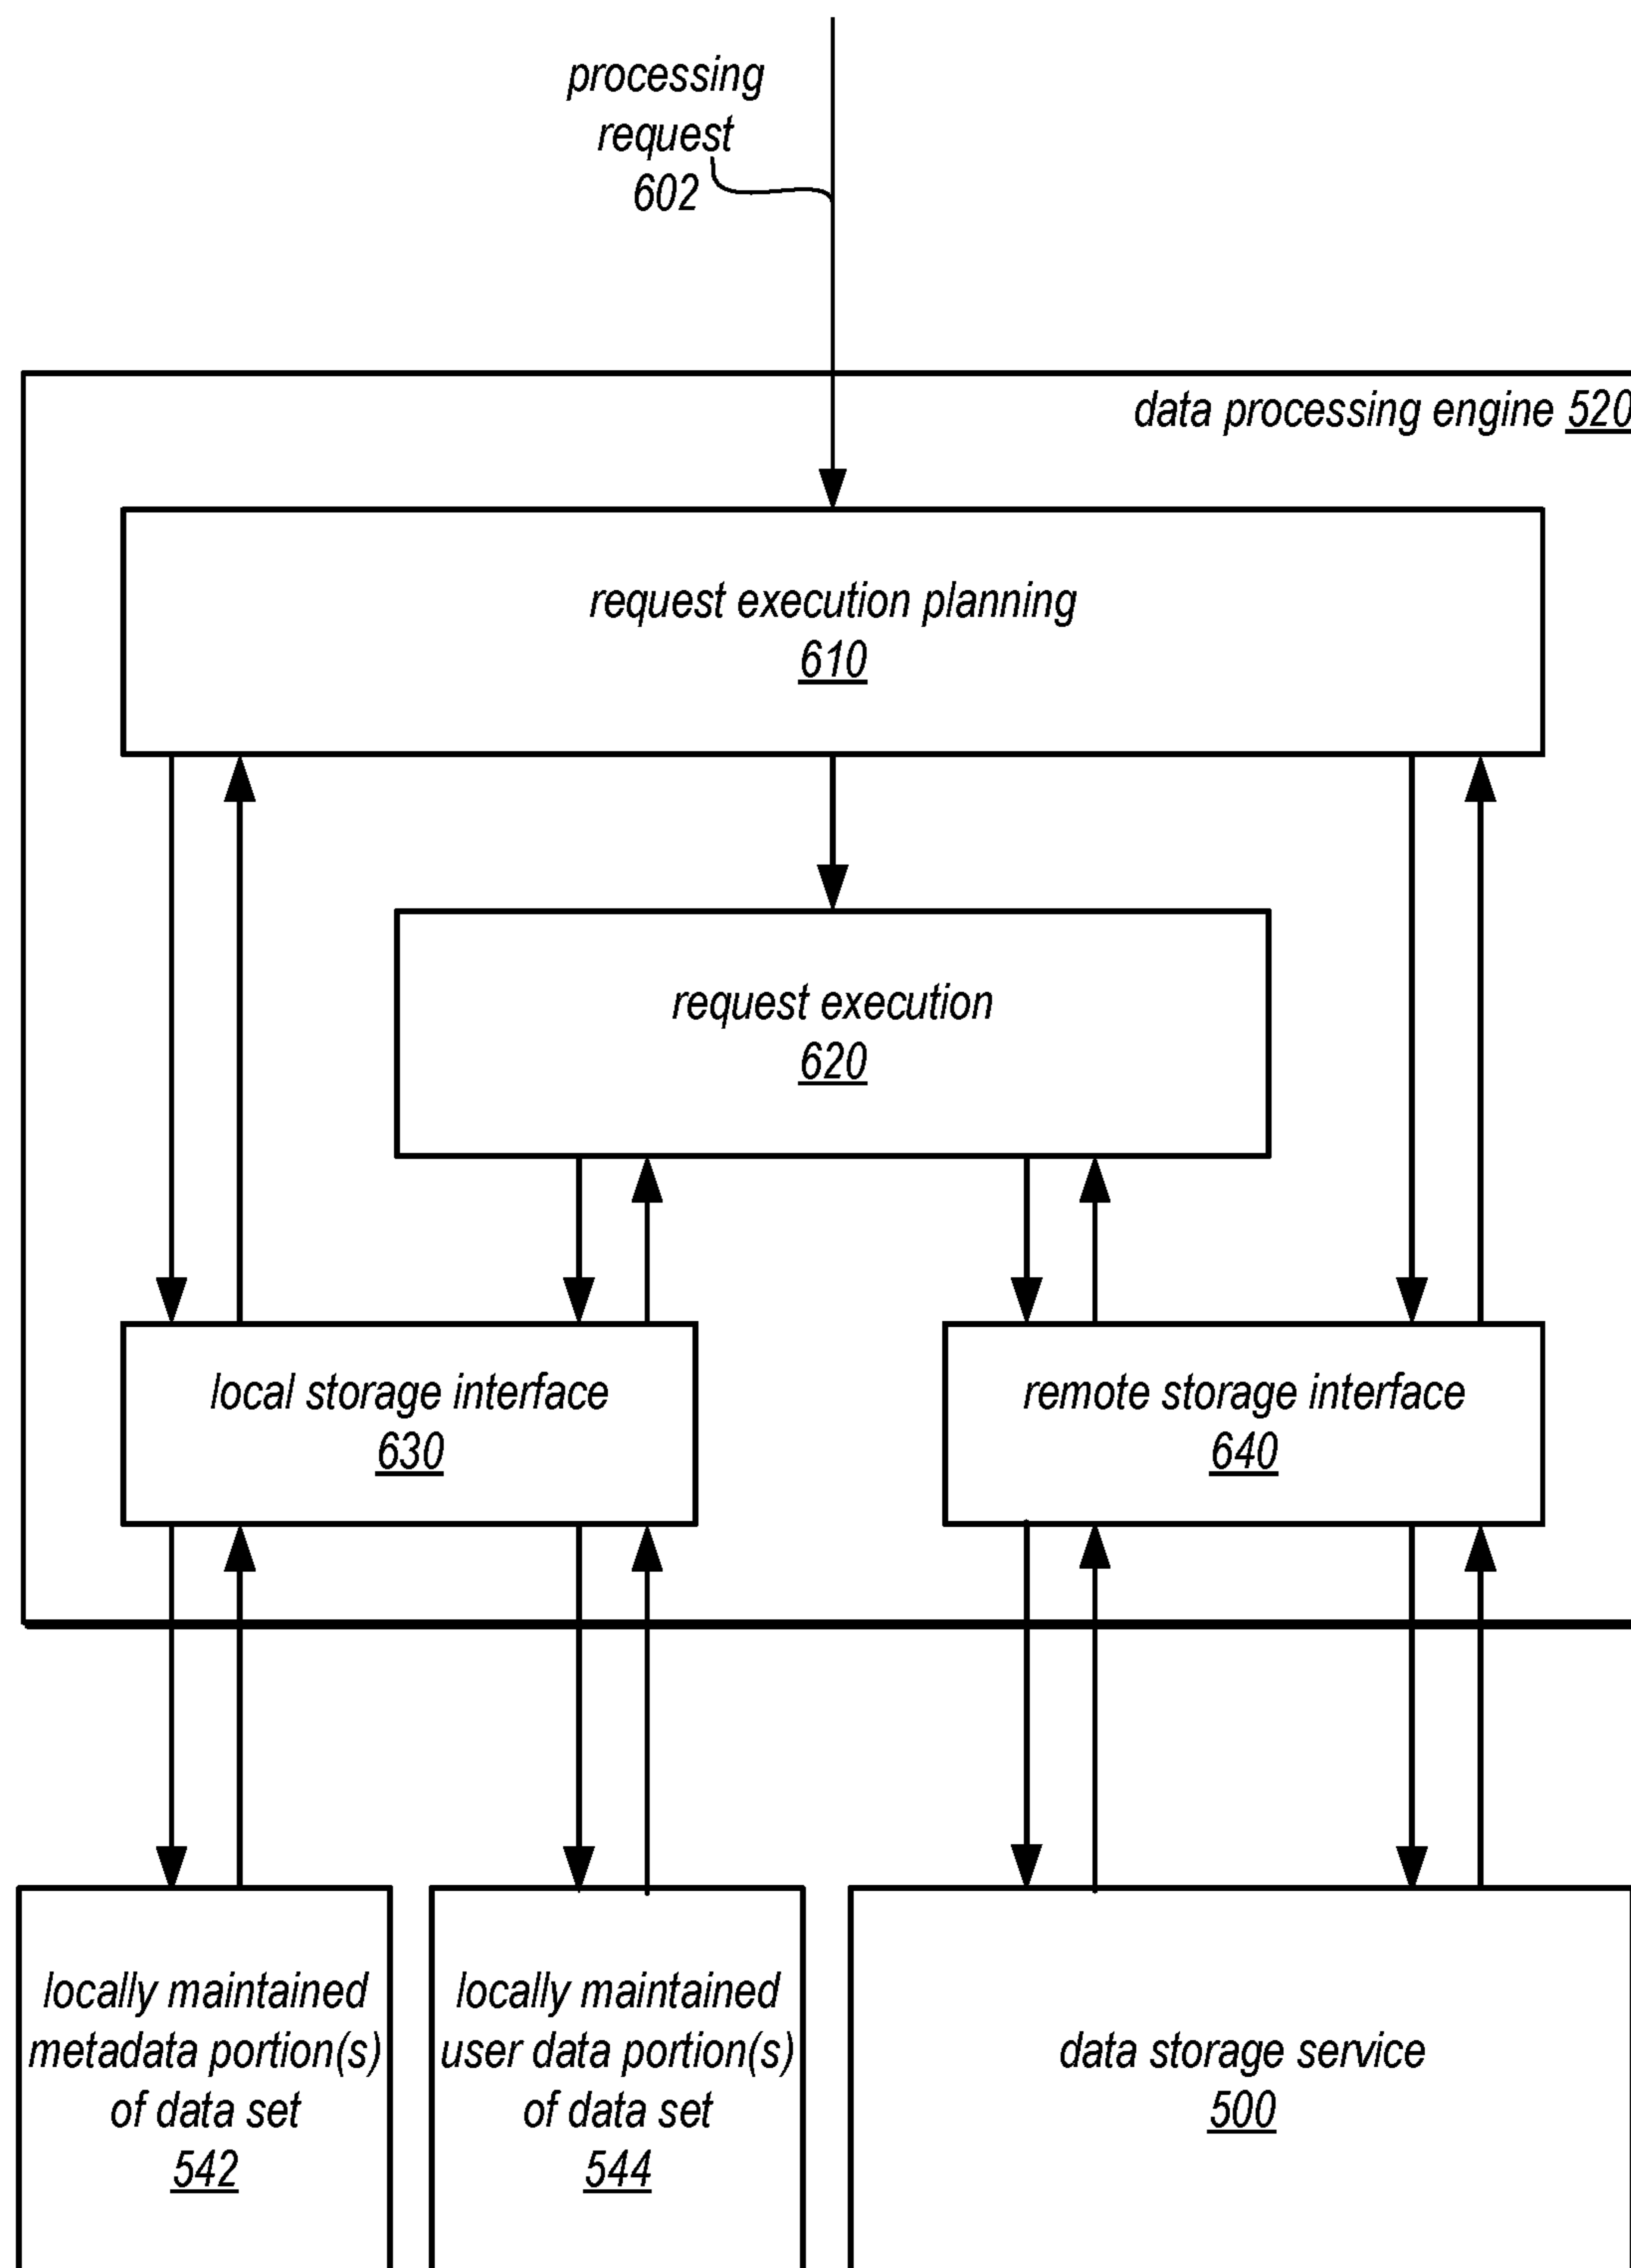 processing
request
602
data processing engine 520
request execution planning
610
request execution
620
local storage interface
630
remote storage interface
640
locally maintained
metadata portion(s)
of data set
542
locally maintained
user data portion(s)
of data set
544
data storage service
500